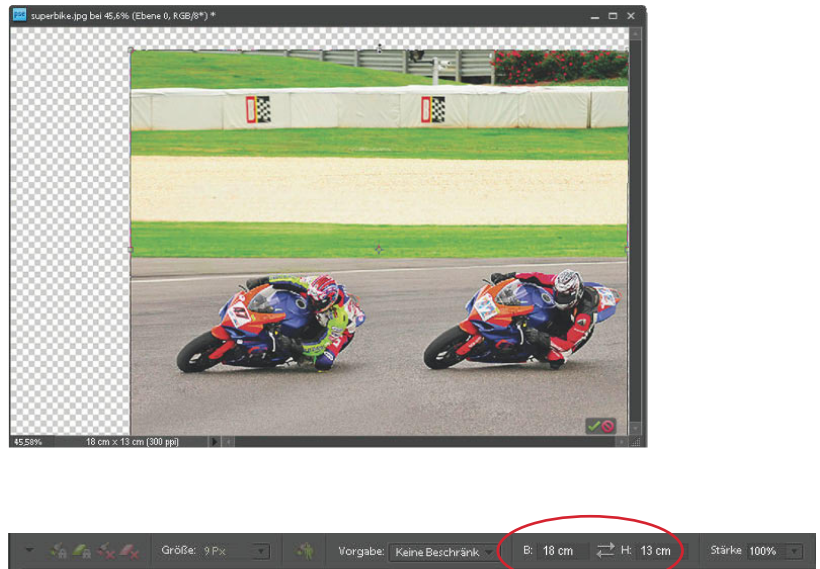 pse superbike.jpg bei 45,6% (Ebene 0, RGB/8*) *
45,58% 18 cm x 13 cm (300 ppi)
Größe: 9 Px Vorgabe: Keine Beschränk B: 18 cm H: 13 cm Stärke 100%